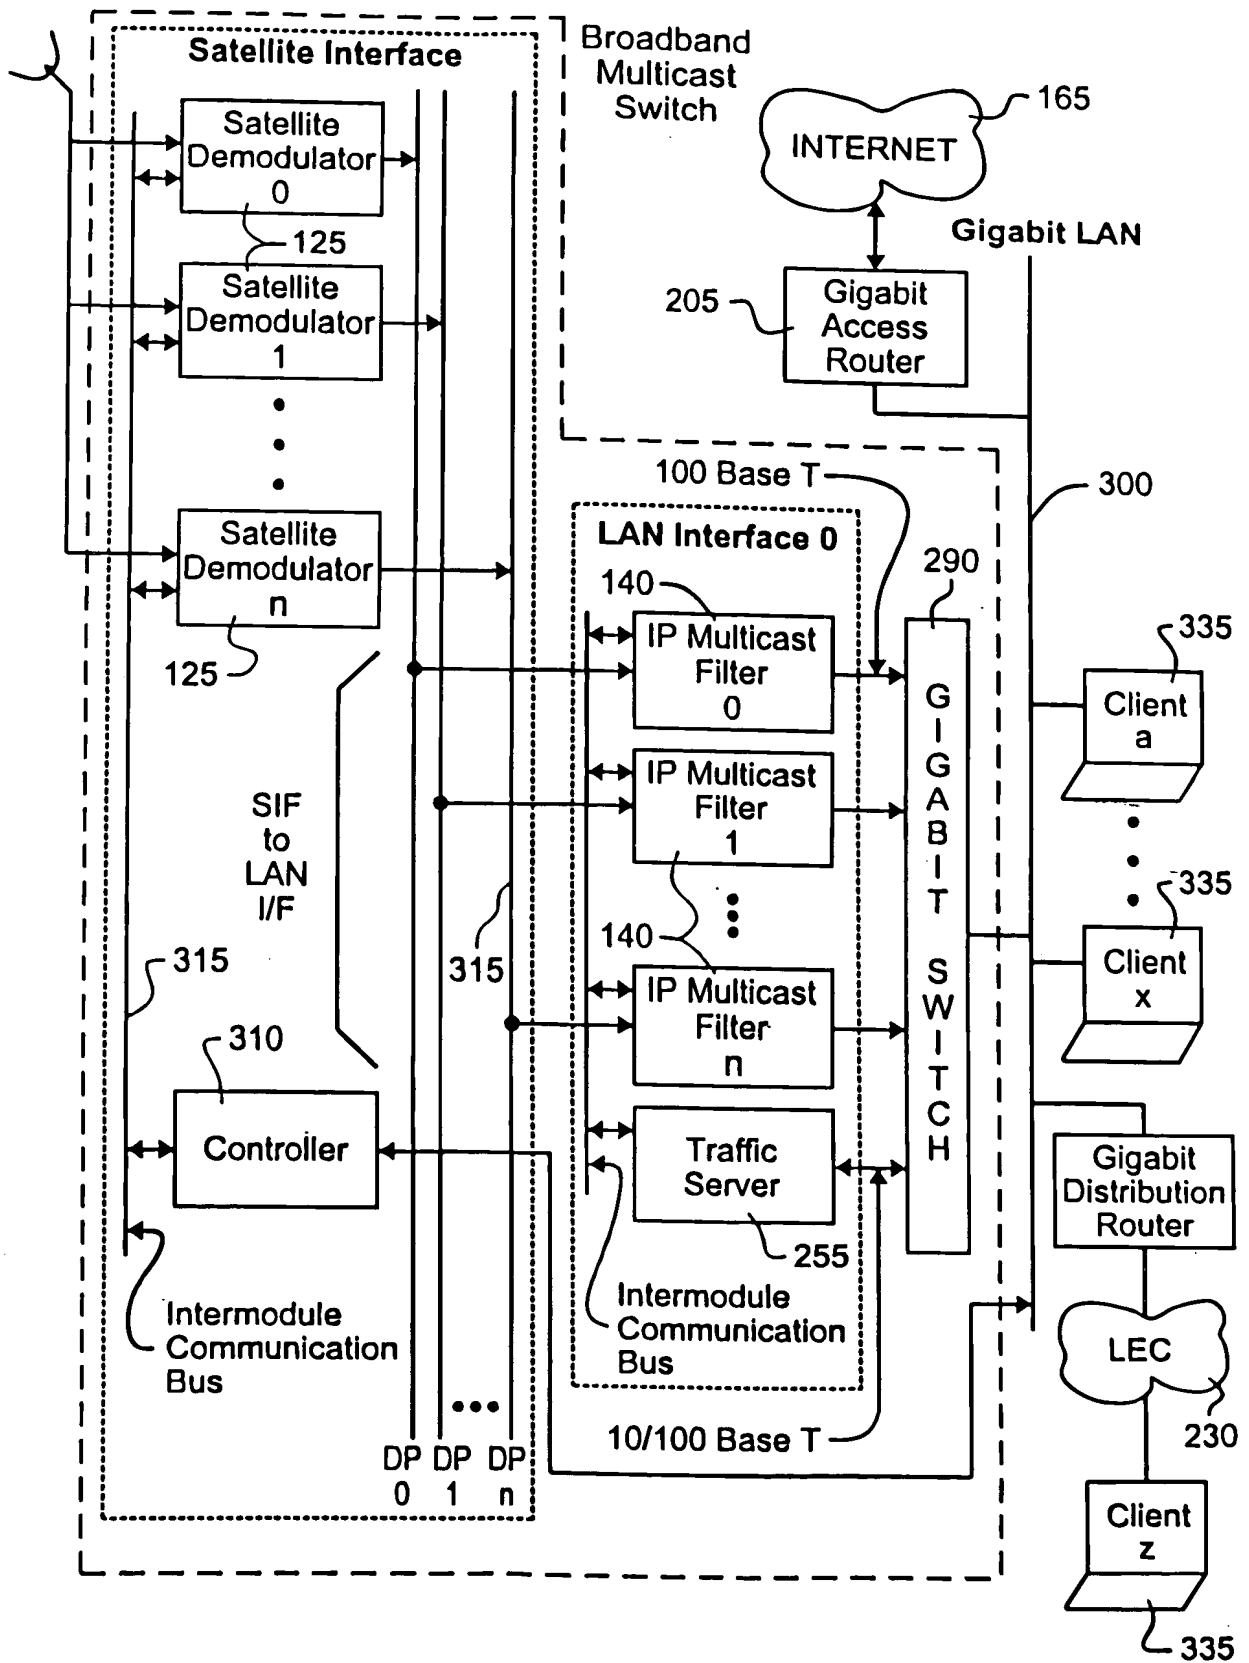 Satellite Interface
Broadband
Multicast
Switch
Satellite
Demodulator
0
125
Satellite
Demodulator
1
Satellite
Demodulator
n
125
165
INTERNET
Gigabit LAN
205
Gigabit
Access
Router
100 Base T
300
LAN Interface 0
290
140
IP Multicast
Filter
0
IP Multicast
Filter
1
140
IP Multicast
Filter
n
Traffic
Server
255
GIGABIT SWITCH
335
Client
a
335
Client
x
SIF
to
LAN
I/F
315
315
310
Controller
Intermodule
Communication
Bus
Intermodule
Communication
Bus
Gigabit
Distribution
Router
LEC
230
10/100 Base T
DP DP DP
0 1 n
Client
z
335